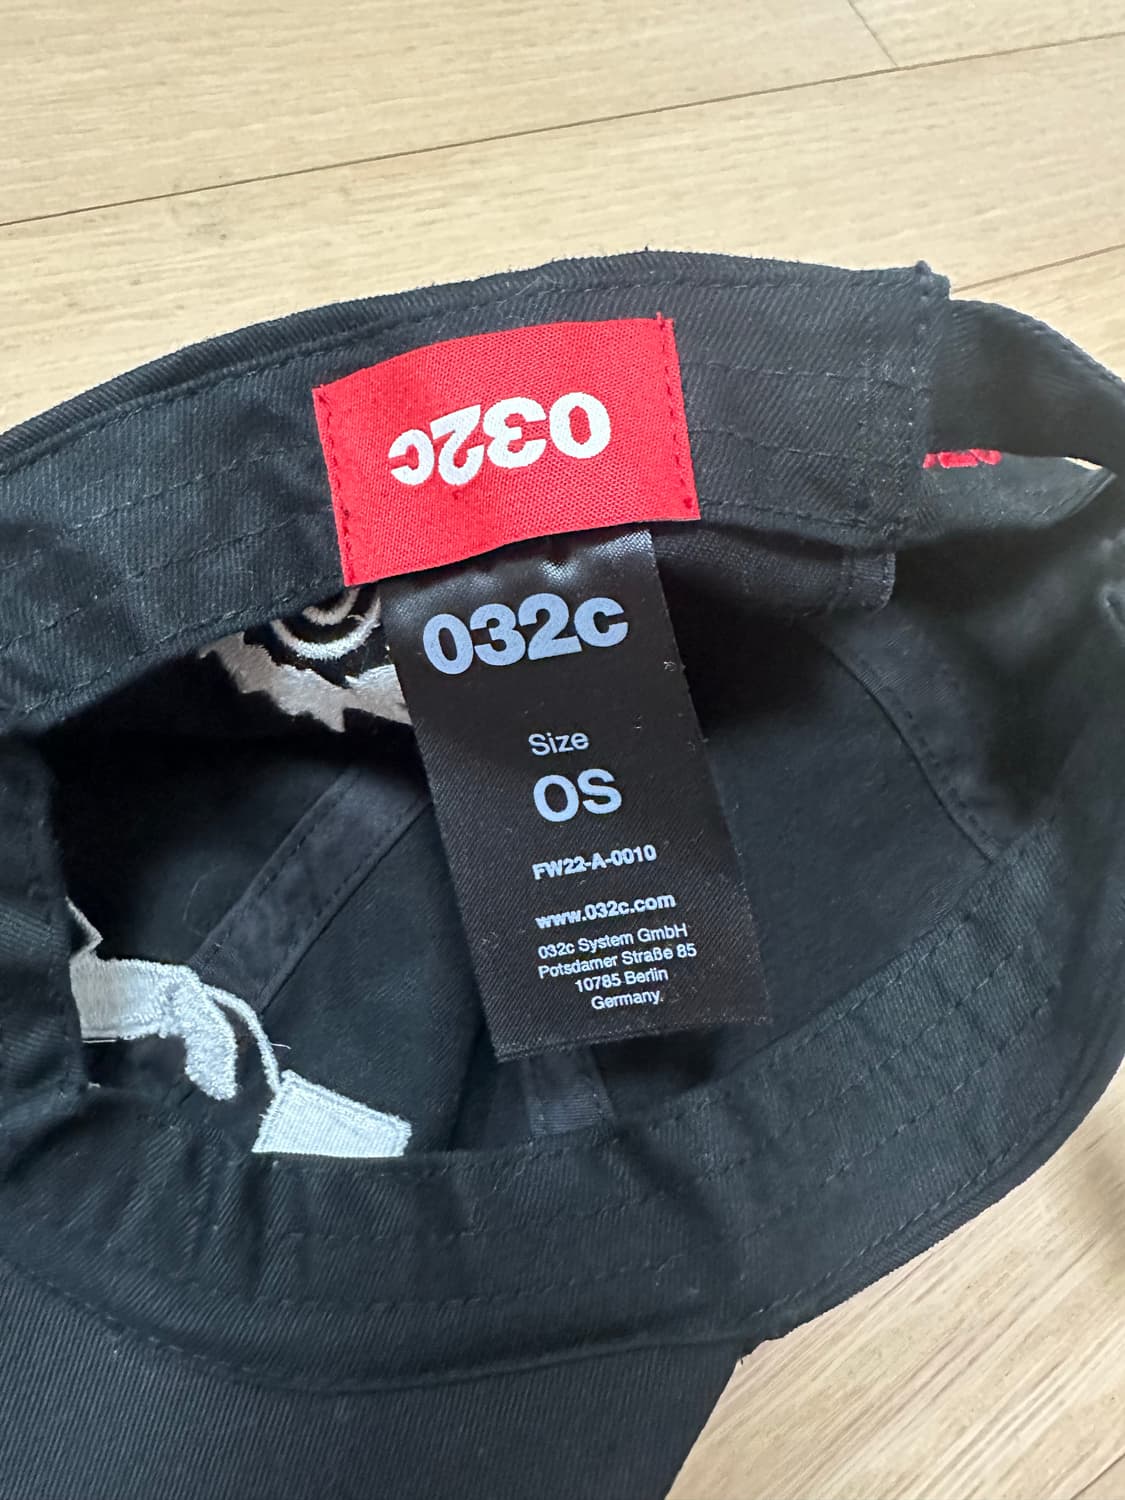 032c
032c
Size
OS
FW22-A-0010
www.032c.com
032c System GmbH
Potsdamer Straße 85
10785 Berlin
Germany.